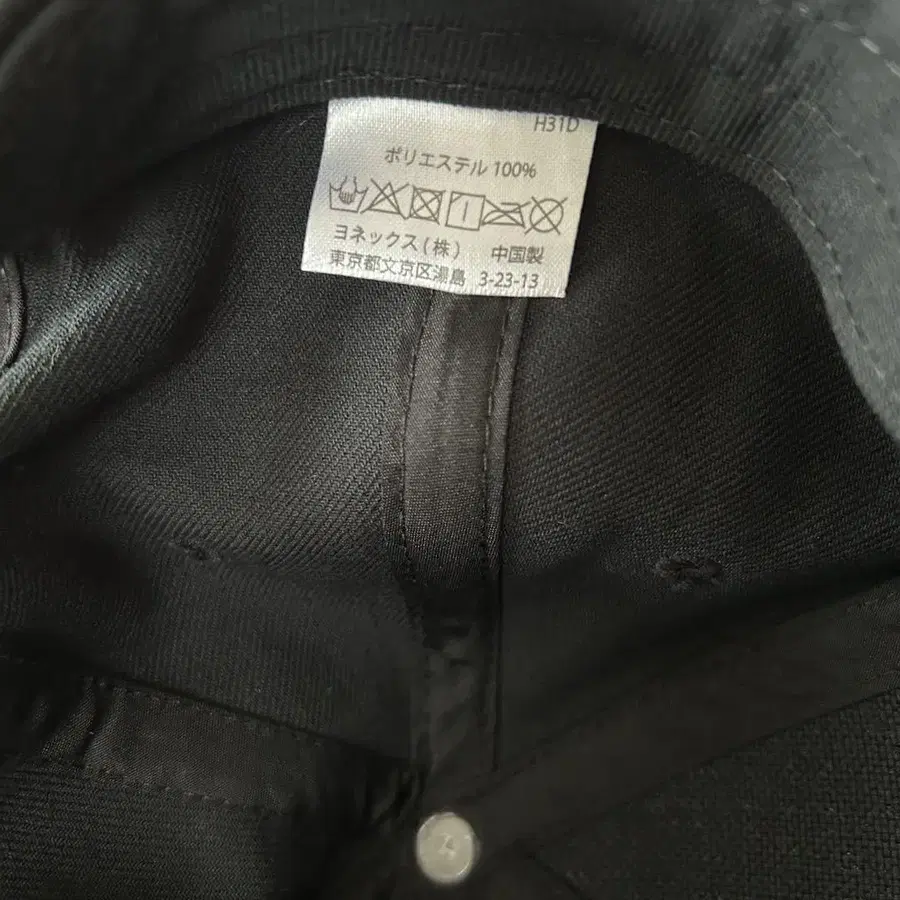 H31D
ポリエステル 100%
ヨネックス(株) 中国製
東京都文京区湯島 3-23-13